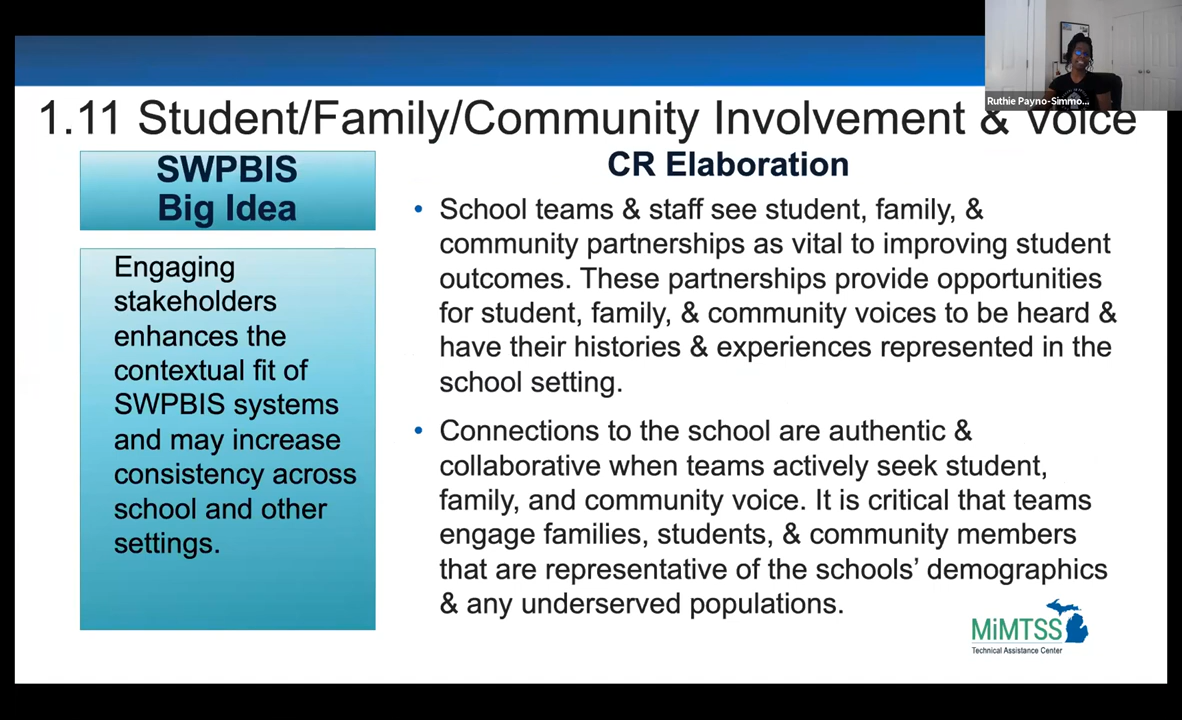 Ruthie Payno-Simmo...
1.11 Student/Family/Community Involvement & Voice
SWPBIS
Big Idea
Engaging
stakeholders
enhances the
contextual fit of
SWPBIS systems
and may increase
consistency across
school and other
settings.
CR Elaboration
• School teams & staff see student, family, &
community partnerships as vital to improving student
outcomes. These partnerships provide opportunities
for student, family, & community voices to be heard &
have their histories & experiences represented in the
school setting.
• Connections to the school are authentic &
collaborative when teams actively seek student,
family, and community voice. It is critical that teams
engage families, students, & community members
that are representative of the schools’ demographics
& any underserved populations.
MiMTSS
Technical Assistance Center